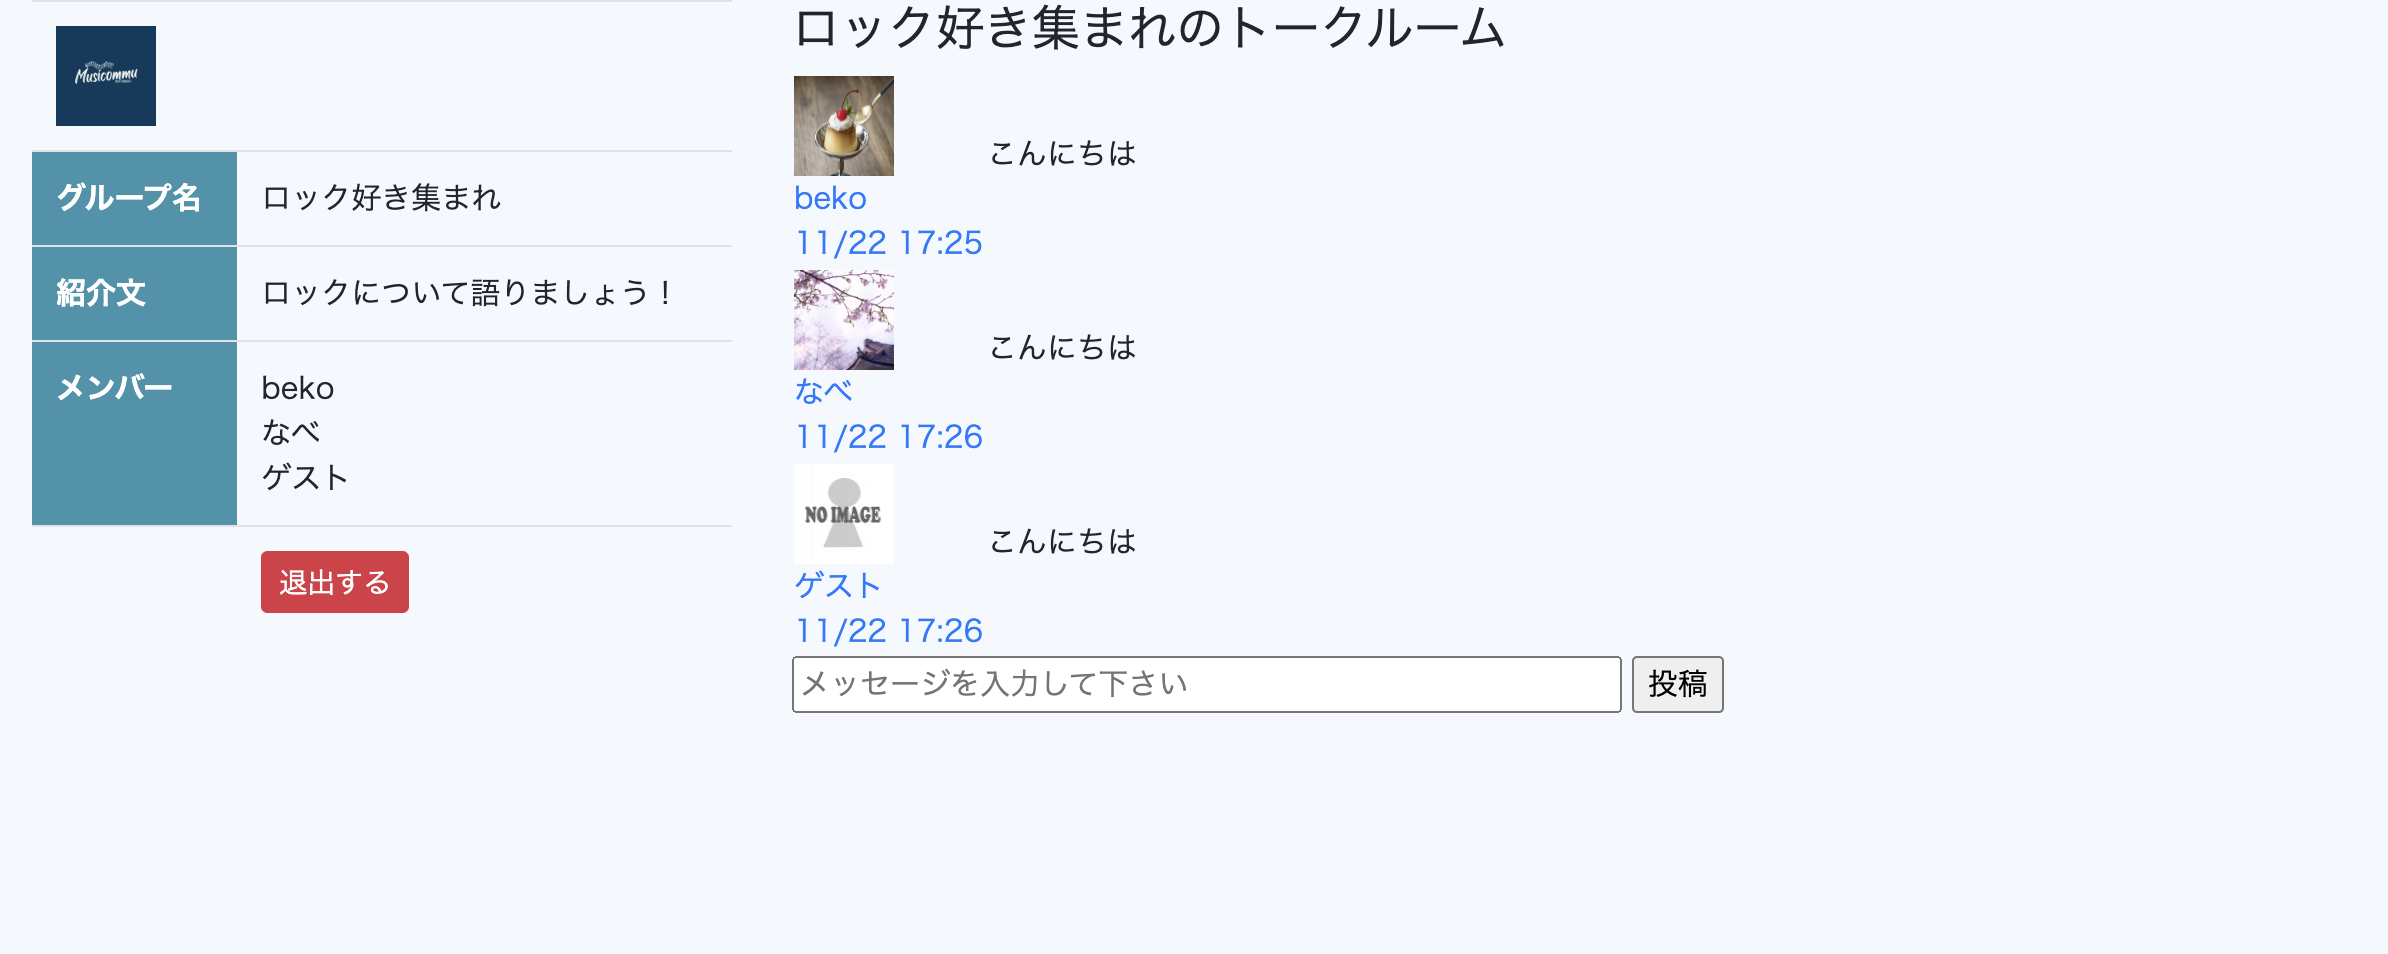 Musicommu
グループ名 ロック好き集まれ
紹介文 ロックについて語りましょう！
メンバー beko
なべ
ゲスト
退出する
ロック好き集まれのトークルーム
こんにちは
beko
11/22 17:25
こんにちは
なべ
11/22 17:26
NO IMAGE
こんにちは
ゲスト
11/22 17:26
メッセージを入力して下さい 投稿